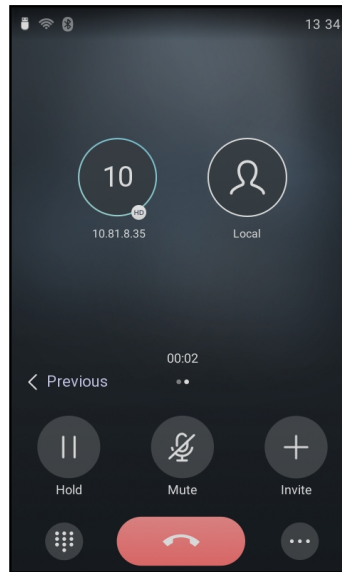 13 34
10
HD
10.81.8.35 Local
00:02
Previous
Hold Mute Invite